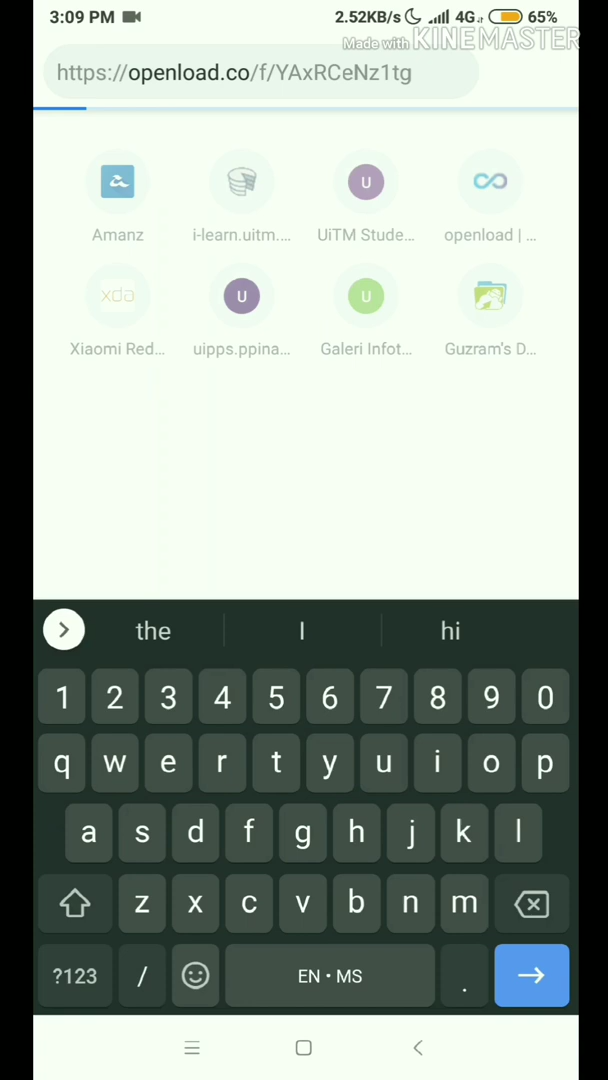 3:09 PM 2.52KB/s 4G 65%
Made with KINEMASTER
https://openload.co/f/YAxRCeNz1tg
Amanz i-learn.uitm.... UiTM Stude... openload | ...
xda
Xiaomi Red... uipps.ppina... Galeri Infot... Guzram's D...
U
U
U
the I hi
1 2 3 4 5 6 7 8 9 0
q w e r t y u i o p
a s d f g h j k l
z x c v b n m
?123 / EN • MS .